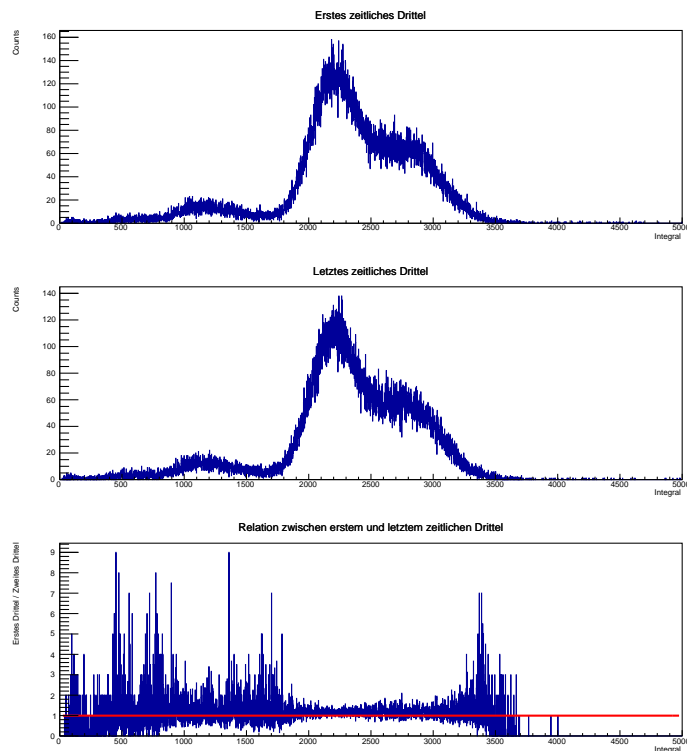 Erstes zeitliches Drittel
Counts
160
140
120
100
80
60
40
20
0
0 500 1000 1500 2000 2500 3000 3500 4000 4500 5000
Integral
Letztes zeitliches Drittel
Counts
140
120
100
80
60
40
20
0
0 500 1000 1500 2000 2500 3000 3500 4000 4500 5000
Integral
Relation zwischen erstem und letztem zeitlichen Drittel
Erstes Drittel / Zweites Drittel
9
8
7
6
5
4
3
2
1
0
0 500 1000 1500 2000 2500 3000 3500 4000 4500 5000
Integral